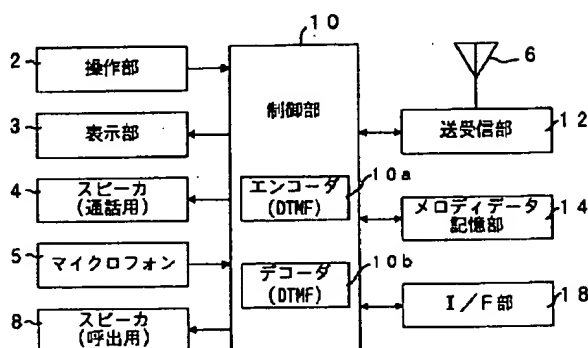 10
2
操作部
3
表示部
4
スピーカ
(通話用)
5
マイクロフォン
8
スピーカ
(呼出用)
制御部
10a
エンコーダ
(DTMF)
10b
デコーダ
(DTMF)
6
送受信部
12
メロディデータ
記憶部
14
I/F部
18